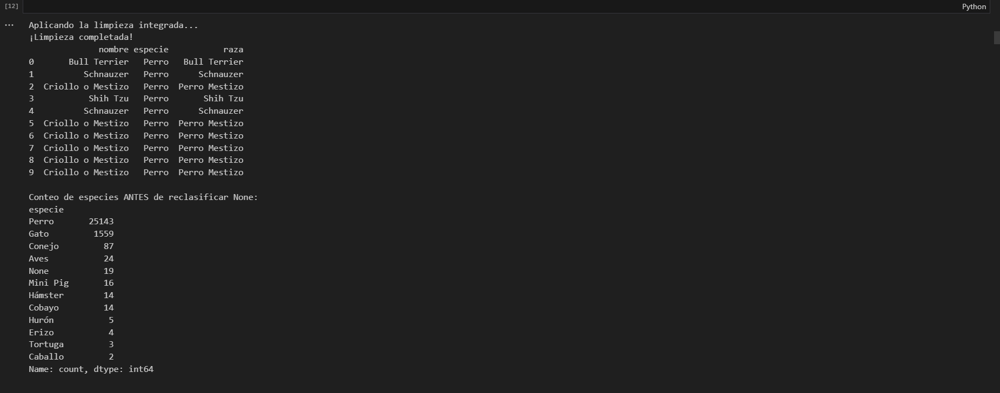 [12]
Python
... Aplicando la limpieza integrada...
¡Limpieza completada!
nombre especie raza
0 Bull Terrier Perro Bull Terrier
1 Schnauzer Perro Schnauzer
2 Criollo o Mestizo Perro Perro Mestizo
3 Shih Tzu Perro Shih Tzu
4 Schnauzer Perro Schnauzer
5 Criollo o Mestizo Perro Perro Mestizo
6 Criollo o Mestizo Perro Perro Mestizo
7 Criollo o Mestizo Perro Perro Mestizo
8 Criollo o Mestizo Perro Perro Mestizo
9 Criollo o Mestizo Perro Perro Mestizo
Conteo de especies ANTES de reclasificar None:
especie
Perro 25143
Gato 1559
Conejo 87
Aves 24
None 19
Mini Pig 16
Hámster 14
Cobayo 14
Hurón 5
Erizo 4
Tortuga 3
Caballo 2
Name: count, dtype: int64